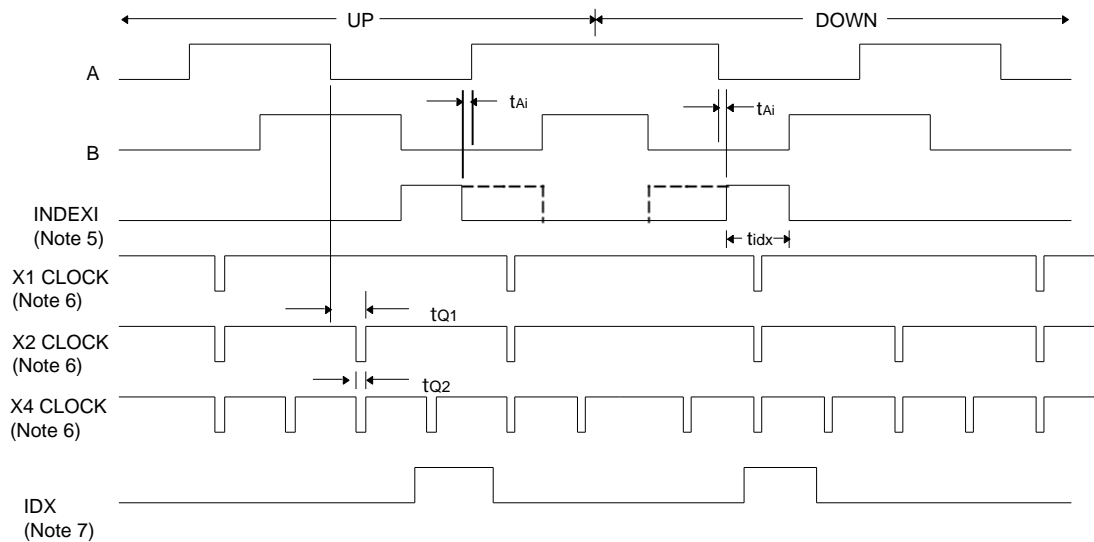 UP DOWN
A
tAi tAi
B
INDEXI
(Note 5)
tidx
X1 CLOCK
(Note 6)
tQ1
X2 CLOCK
(Note 6)
tQ2
X4 CLOCK
(Note 6)
IDX
(Note 7)